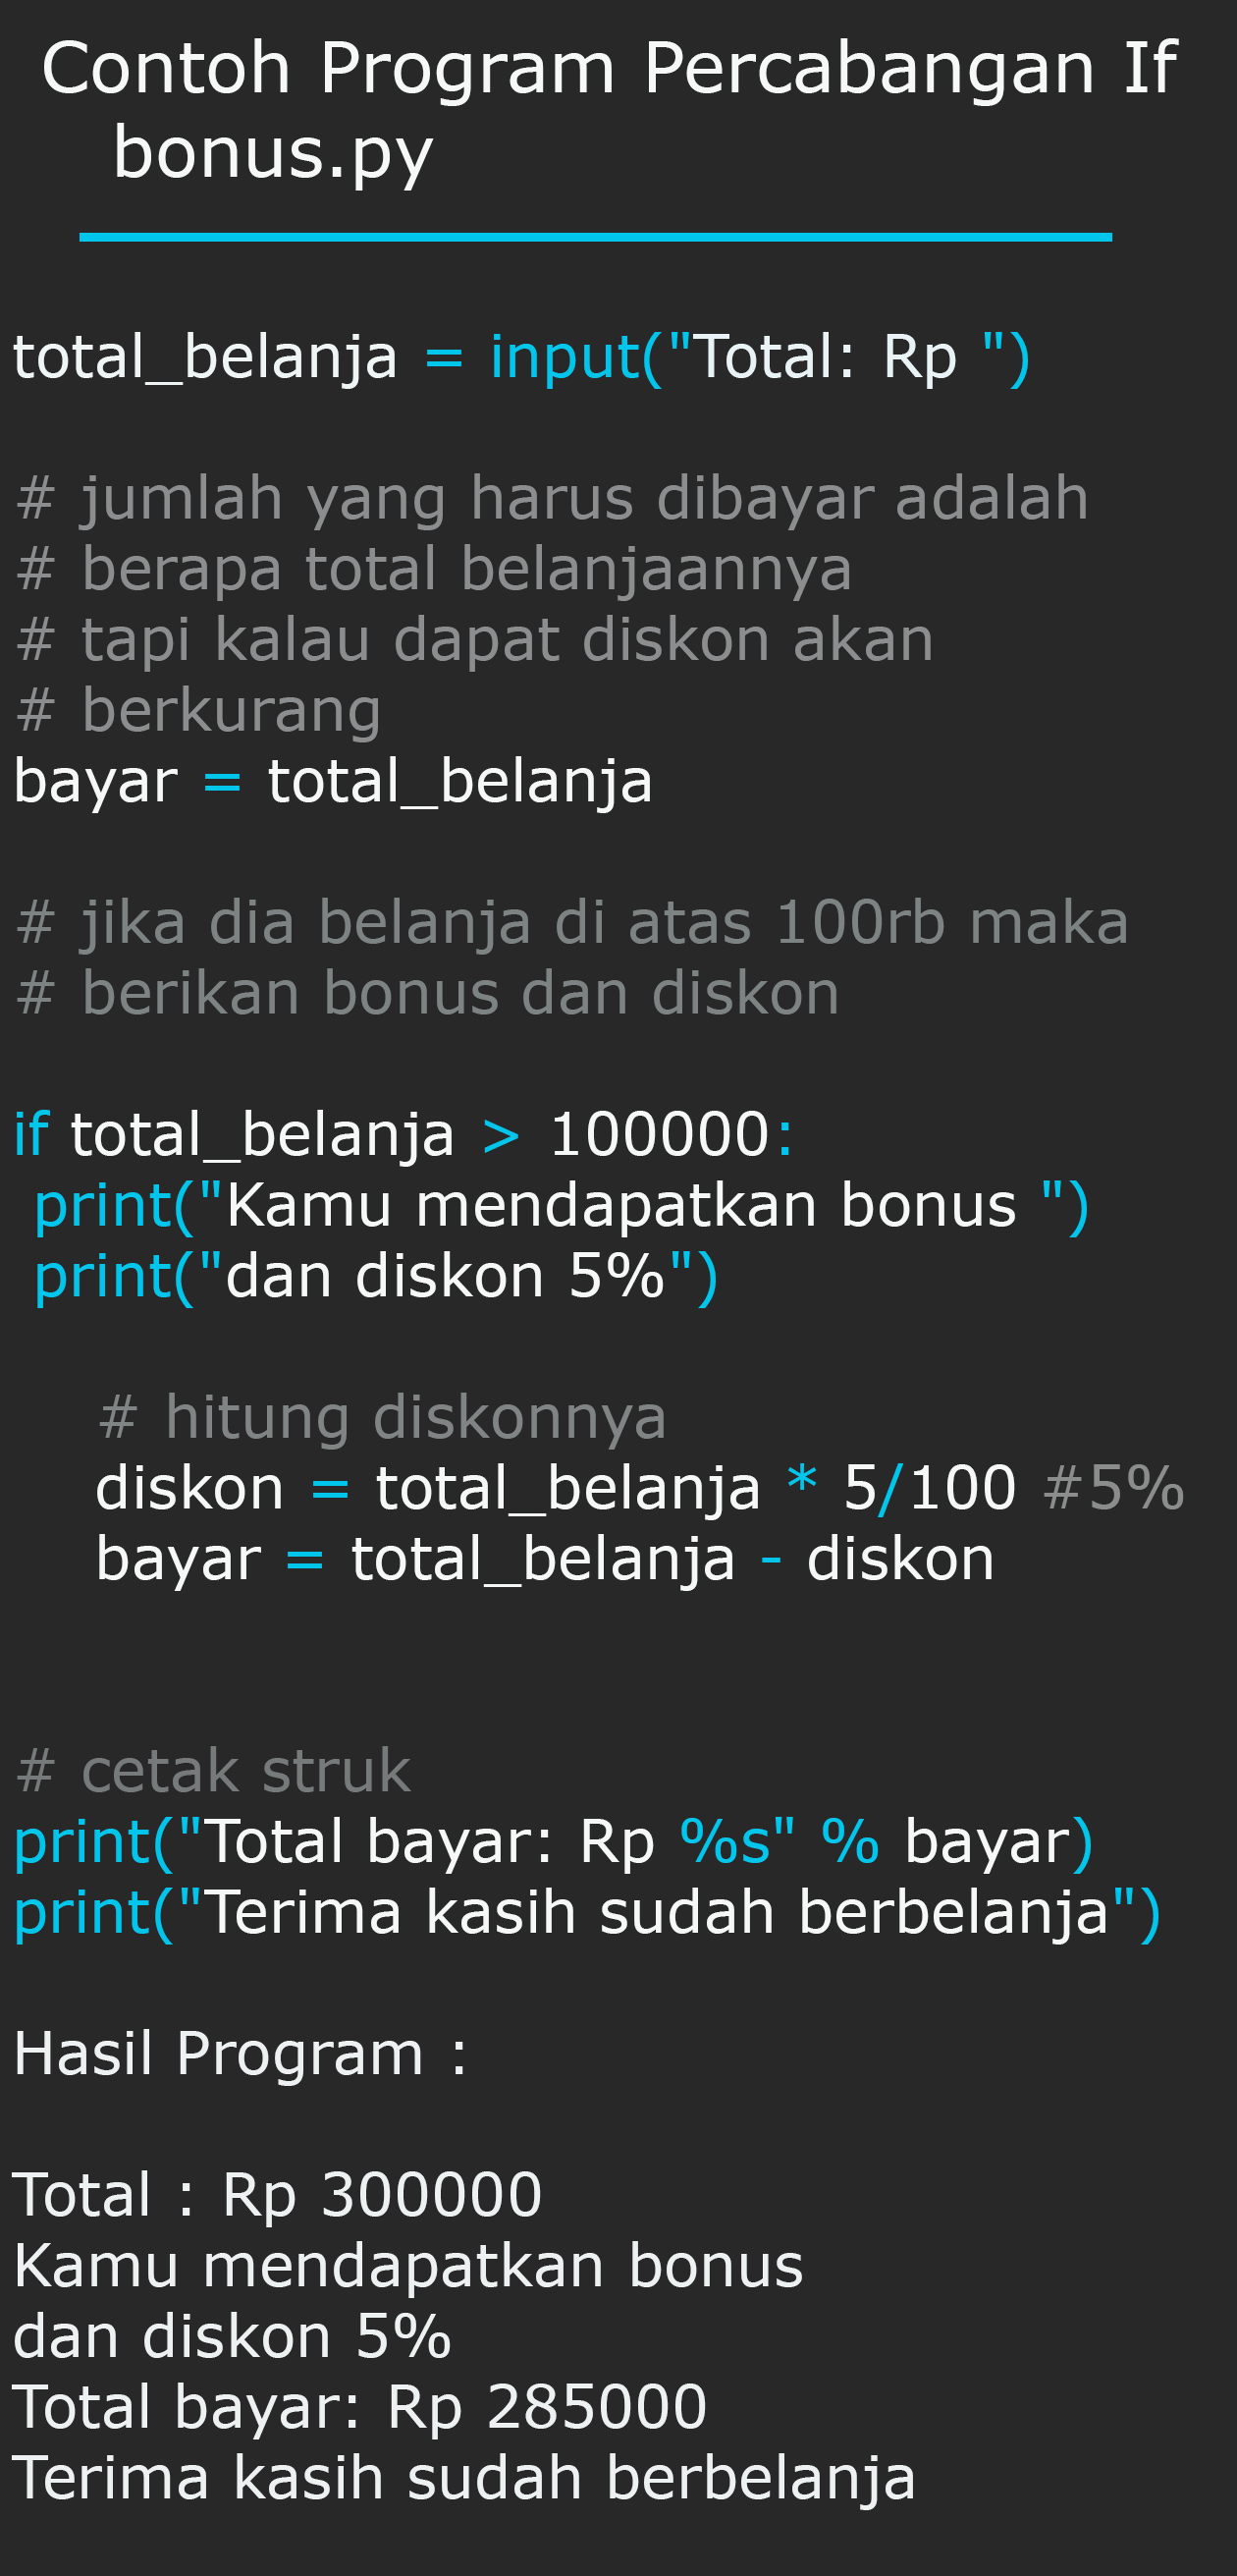 Contoh Program Percabangan If
bonus.py
total_belanja = input("Total: Rp ")
# jumlah yang harus dibayar adalah
# berapa total belanjaannya
# tapi kalau dapat diskon akan
# berkurang
bayar = total_belanja
# jika dia belanja di atas 100rb maka
# berikan bonus dan diskon
if total_belanja > 100000:
print("Kamu mendapatkan bonus ")
print("dan diskon 5%")
# hitung diskonnya
diskon = total_belanja * 5/100 #5%
bayar = total_belanja - diskon
# cetak struk
print("Total bayar: Rp %s" % bayar)
print("Terima kasih sudah berbelanja")
Hasil Program :
Total : Rp 300000
Kamu mendapatkan bonus
dan diskon 5%
Total bayar: Rp 285000
Terima kasih sudah berbelanja